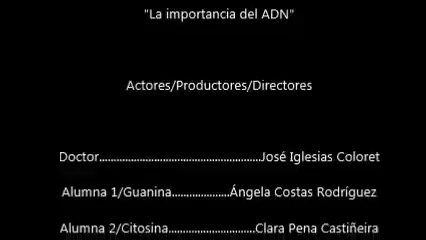 "La importancia del ADN"
Actores/Productores/Directores
Doctor........................................................José Iglesias Coloret
Alumna 1/Guanina....................Ángela Costas Rodríguez
Alumna 2/Citosina..............................Clara Pena Castiñeira